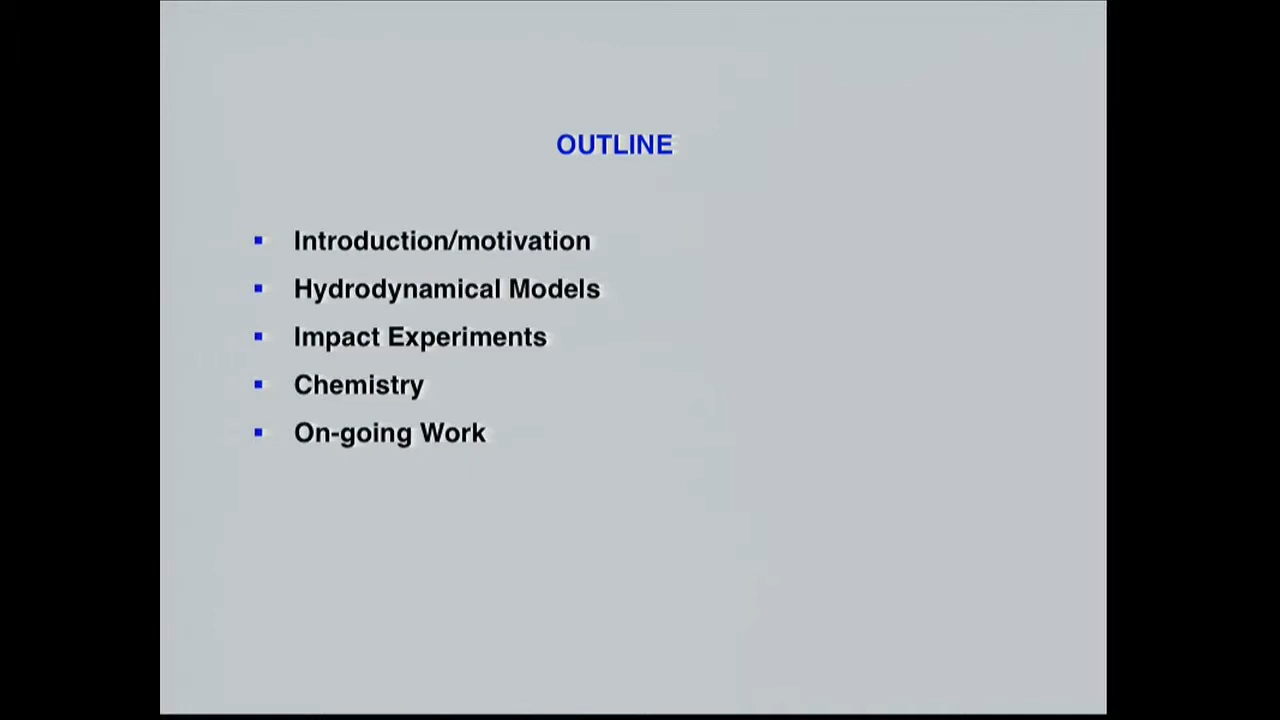 OUTLINE
▪ Introduction/motivation
▪ Hydrodynamical Models
▪ Impact Experiments
▪ Chemistry
▪ On-going Work